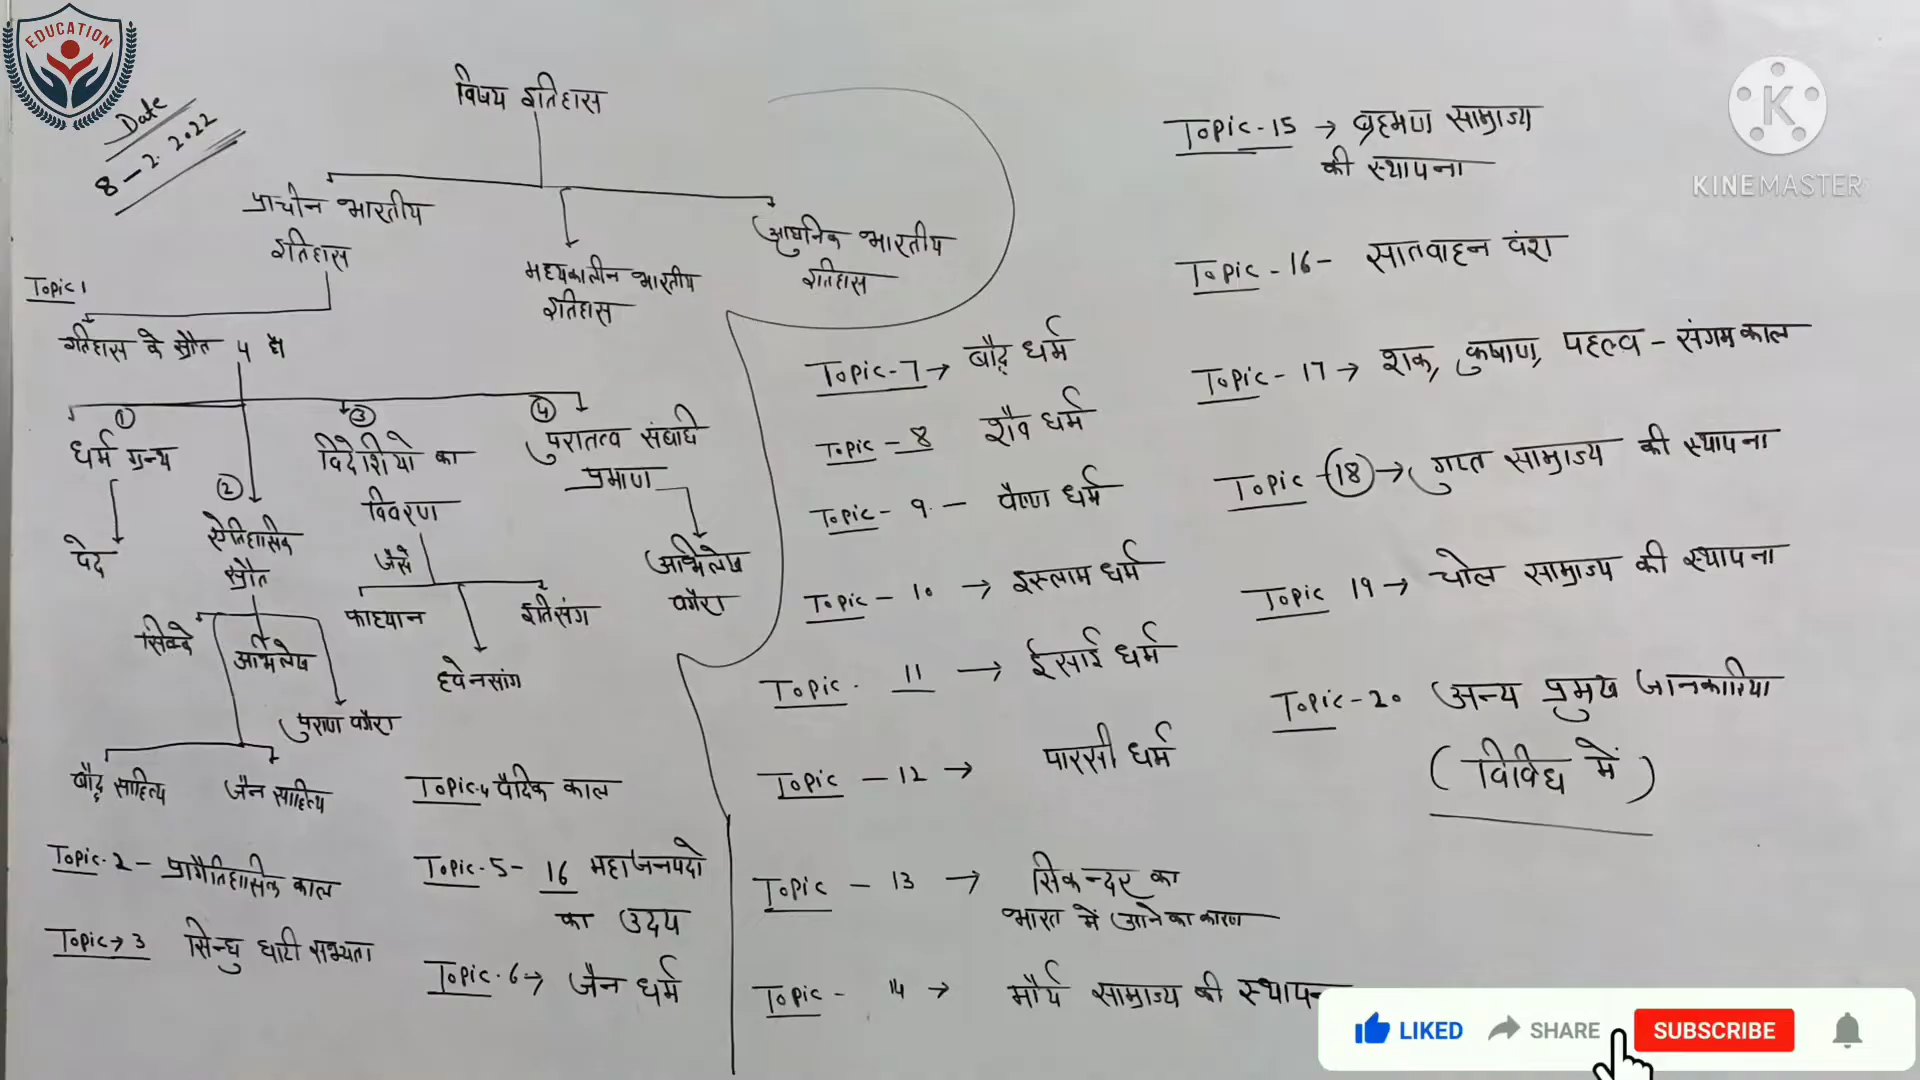 EDUCATION
Date
8-2.2022
विषय इतिहास
प्राचीन भारतीय
इतिहास
मध्यकालीन भारतीय
इतिहास
आधुनिक भारतीय
इतिहास
Topic 1
इतिहास के स्रौत 4 है
①
धर्म ग्रन्थ
वेद
②
ऐतिहासिक
स्रौत
सिक्के
अभिलेख
पुराण वगैरा
बौद्ध साहित्य
जैन साहित्य
③
विदेशियो का
विवरण
जैसे
फाह्यान
ह्वेनसांग
इतिसंग
④
पुरातत्व संबंधि
प्रमाण
अभिलेख
वगैरा
Topic-2 - प्रागैतिहासिक काल
Topic→3 सिन्धु घाटी सभ्यता
Topic-4 वैदिक काल
Topic-5- 16 महाजनपदो
का उदय
Topic-6→ जैन धर्म
Topic-7→ बौद्ध धर्म
Topic-8 शैव धर्म
Topic-9.- वैष्ण धर्म
Topic-10 → इस्लाम धर्म
Topic- 11 → ईसाई धर्म
Topic -12 → पारसी धर्म
Topic - 13 → सिकन्दर का
भारत में आने का कारण
Topic- 14 → मौर्य सामाज्य की स्थापन
Topic-15 → ब्रहमण सामाज्य
की स्थापना
Topic-16- सातवाहन वंश
Topic-17→ शक, कुषाण, पहल्व-संगम काल
Topic-18→ गुप्त सामाज्य की स्थापना
Topic 19→ चोल सामाज्य की स्थापना
Topic-20 अन्य प्रमुख जानकारिया
(विविध में)
K
KINEMASTER
LIKED SHARE SUBSCRIBE